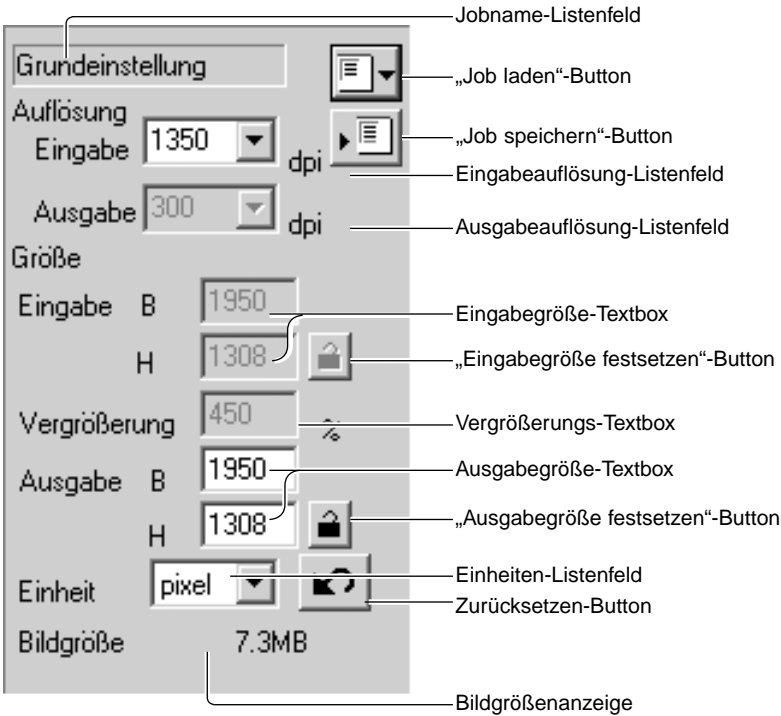 Jobname-Listenfeld
Grundeinstellung
„Job laden“-Button
Auflösung
Eingabe 1350 dpi
„Job speichern“-Button
Eingabeauflösung-Listenfeld
Ausgabe 300 dpi
Ausgabeauflösung-Listenfeld
Größe
Eingabe B 1950
Eingabegröße-Textbox
H 1308
„Eingabegröße festsetzen“-Button
Vergrößerung 450 %
Vergrößerungs-Textbox
Ausgabe B 1950
Ausgabegröße-Textbox
H 1308
„Ausgabegröße festsetzen“-Button
Einheit pixel
Einheiten-Listenfeld
Zurücksetzen-Button
Bildgröße 7.3MB
Bildgrößenanzeige